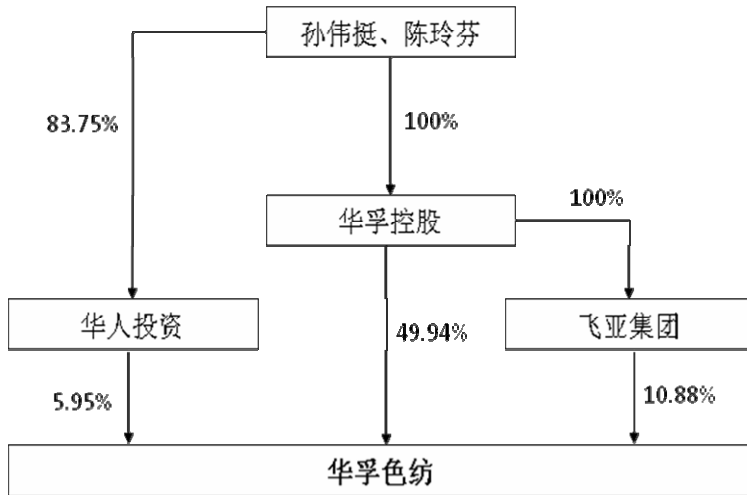 孙伟挺、陈玲芬
83.75%
100%
华孚控股
100%
华人投资
49.94%
飞亚集团
5.95%
10.88%
华孚色纺